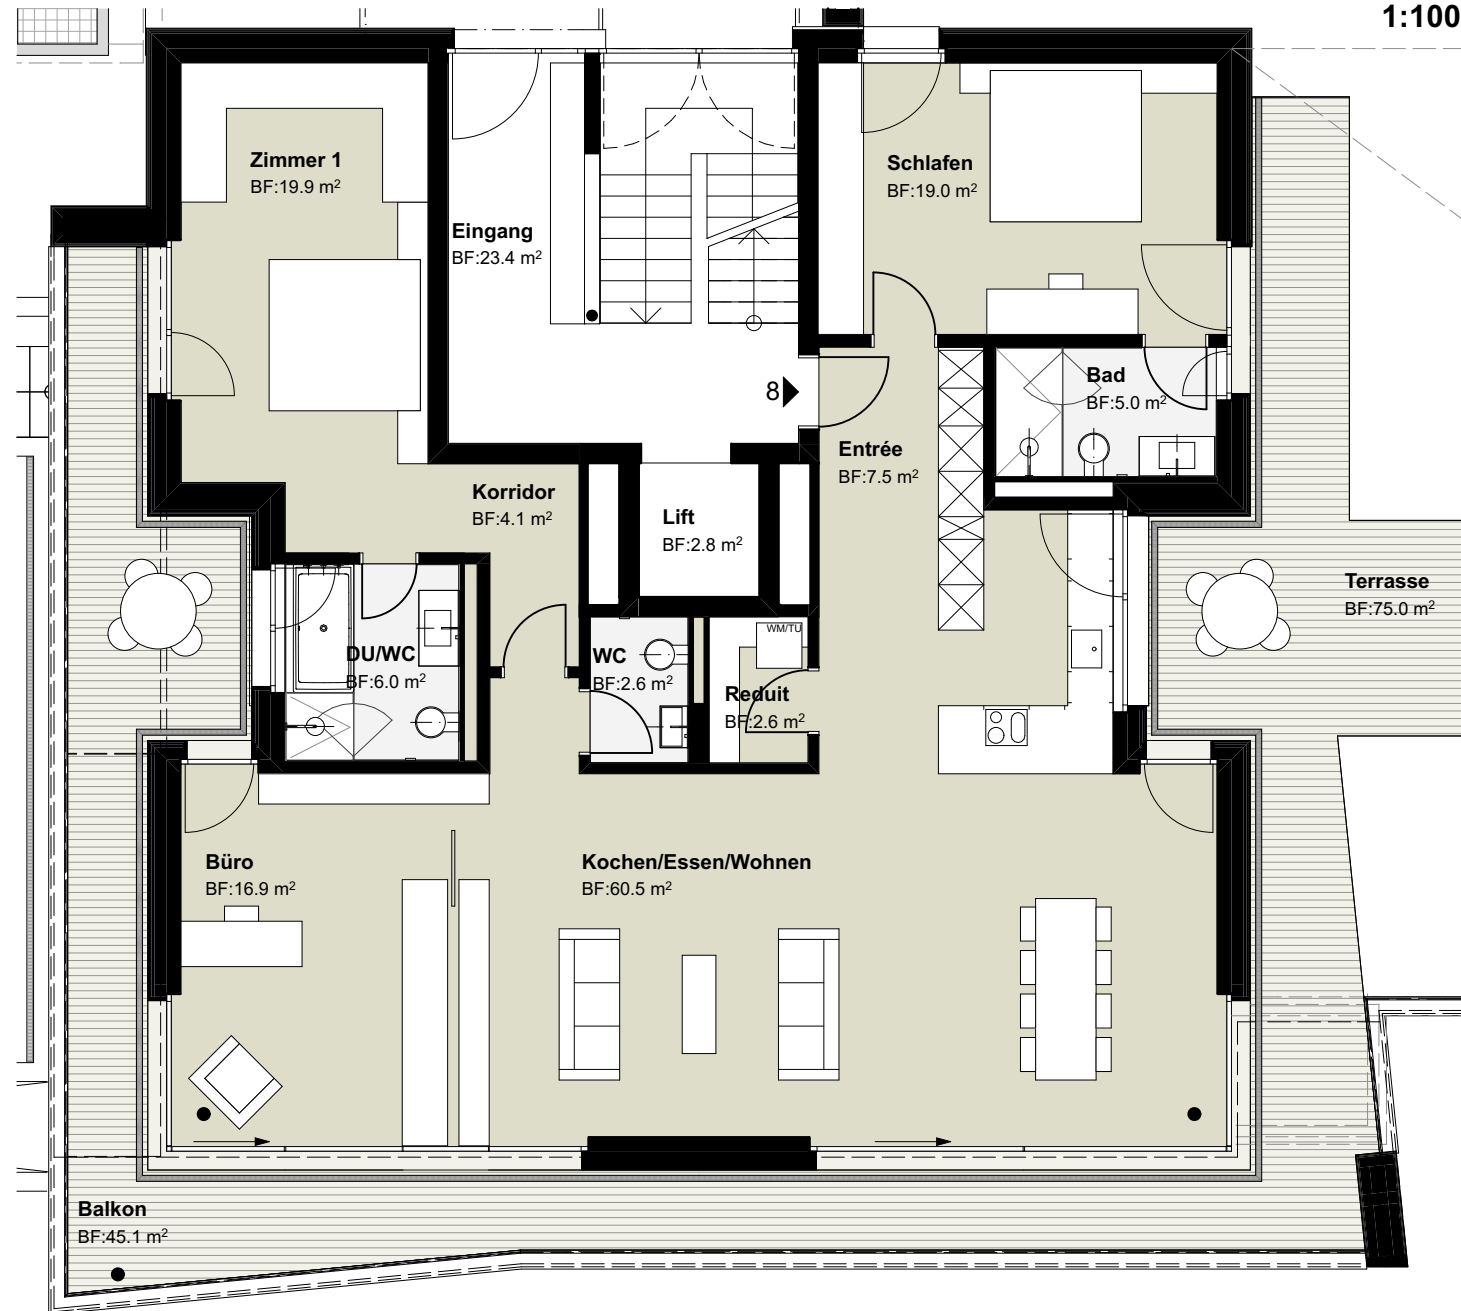 1:100
Zimmer 1
BF:19.9 m²
Schlafen
BF:19.0 m²
Eingang
BF:23.4 m²
8
Bad
BF:5.0 m²
Entrée
BF:7.5 m²
Korridor
BF:4.1 m²
Lift
BF:2.8 m²
Terrasse
BF:75.0 m²
WM/TU
DU/WC
BF:6.0 m²
WC
BF:2.6 m²
Reduit
BF:2.6 m²
Büro
BF:16.9 m²
Kochen/Essen/Wohnen
BF:60.5 m²
Balkon
BF:45.1 m²